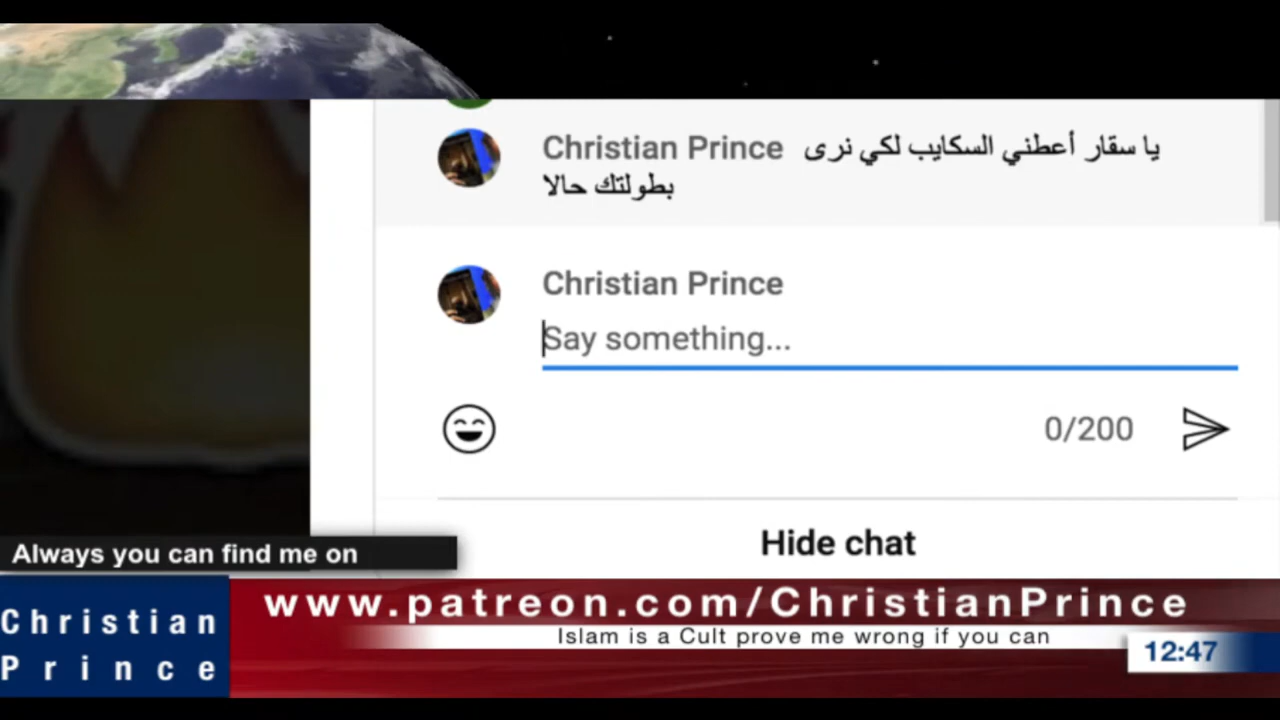 Christian Prince يا سقار أعطني السكايب لكي نرى
بطولتك حالا
Christian Prince
Say something...
0/200
Hide chat
Always you can find me on
www.patreon.com/ChristianPrince
Islam is a Cult prove me wrong if you can
Christian
Prince
12:47